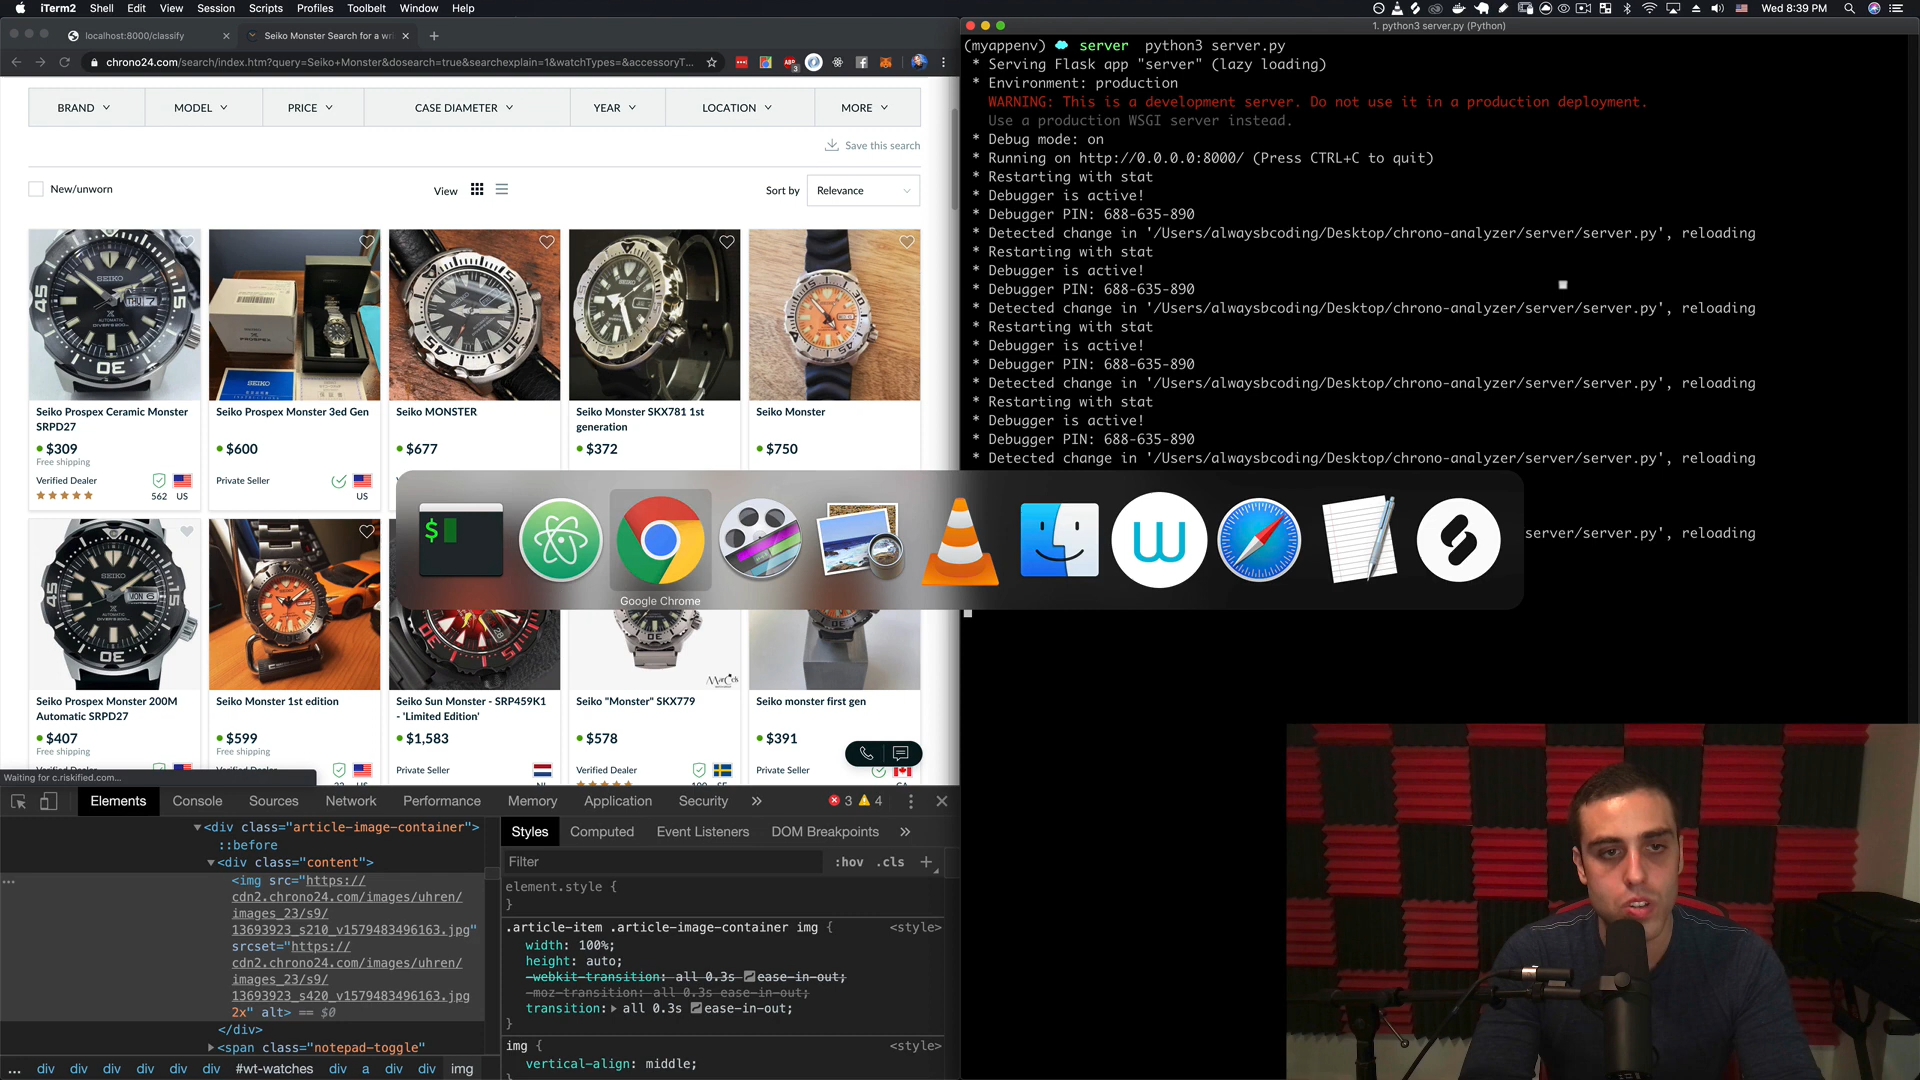 iTerm2 Shell Edit View Session Scripts Profiles Toolbelt Window Help
Wed 8:39 PM
localhost:8000/classify
Seiko Monster Search for a wr
chrono24.com/search/index.htm?query=Seiko+Monster&dosearch=true&searchexplain=1&watchTypes=&accessoryT...
BRAND MODEL PRICE CASE DIAMETER YEAR LOCATION MORE
Save this search
New/unworn
View
Sort by
Relevance
Seiko Prospex Ceramic Monster
SRPD27
$309
Free shipping
Verified Dealer
562 US
Seiko Prospex Monster 3ed Gen
$600
Private Seller
US
Seiko MONSTER
$677
Seiko Monster SKX781 1st
generation
$372
Seiko Monster
$750
Seiko Prospex Monster 200M
Automatic SRPD27
$407
Free shipping
Verified Dealer
Seiko Monster 1st edition
$599
Free shipping
Verified Dealer
Seiko Sun Monster - SRP459K1
- 'Limited Edition'
$1,583
Private Seller
Seiko "Monster" SKX779
$578
Verified Dealer
Seiko monster first gen
$391
Private Seller
Waiting for c.riskified.com...
Elements Console Sources Network Performance Memory Application Security » 3 4
<div class="article-image-container">
::before
<div class="content">
<img src="https://
cdn2.chrono24.com/images/uhren/
images_23/s9/
13693923_s210_v1579483496163.jpg"
srcset="https://
cdn2.chrono24.com/images/uhren/
images_23/s9/
13693923_s420_v1579483496163.jpg
2x" alt> == $0
</div>
<span class="notepad-toggle"
... div div div div div div #wt-watches div a div div img
Styles Computed Event Listeners DOM Breakpoints »
Filter
:hov .cls +
element.style {
}
.article-item .article-image-container img { <style>
width: 100%;
height: auto;
-webkit-transition: all 0.3s ease-in-out;
-moz-transition: all 0.3s ease-in-out;
transition: all 0.3s ease-in-out;
}
img { <style>
vertical-align: middle;
Google Chrome
1. python3 server.py (Python)
(myappenv) server python3 server.py
* Serving Flask app "server" (lazy loading)
* Environment: production
WARNING: This is a development server. Do not use it in a production deployment.
Use a production WSGI server instead.
* Debug mode: on
* Running on http://0.0.0.0:8000/ (Press CTRL+C to quit)
* Restarting with stat
* Debugger is active!
* Debugger PIN: 688-635-890
* Detected change in '/Users/alwaysbcoding/Desktop/chrono-analyzer/server/server.py', reloading
* Restarting with stat
* Debugger is active!
* Debugger PIN: 688-635-890
* Detected change in '/Users/alwaysbcoding/Desktop/chrono-analyzer/server/server.py', reloading
* Restarting with stat
* Debugger is active!
* Debugger PIN: 688-635-890
* Detected change in '/Users/alwaysbcoding/Desktop/chrono-analyzer/server/server.py', reloading
* Restarting with stat
* Debugger is active!
* Debugger PIN: 688-635-890
* Detected change in '/Users/alwaysbcoding/Desktop/chrono-analyzer/server/server.py', reloading
server/server.py', reloading